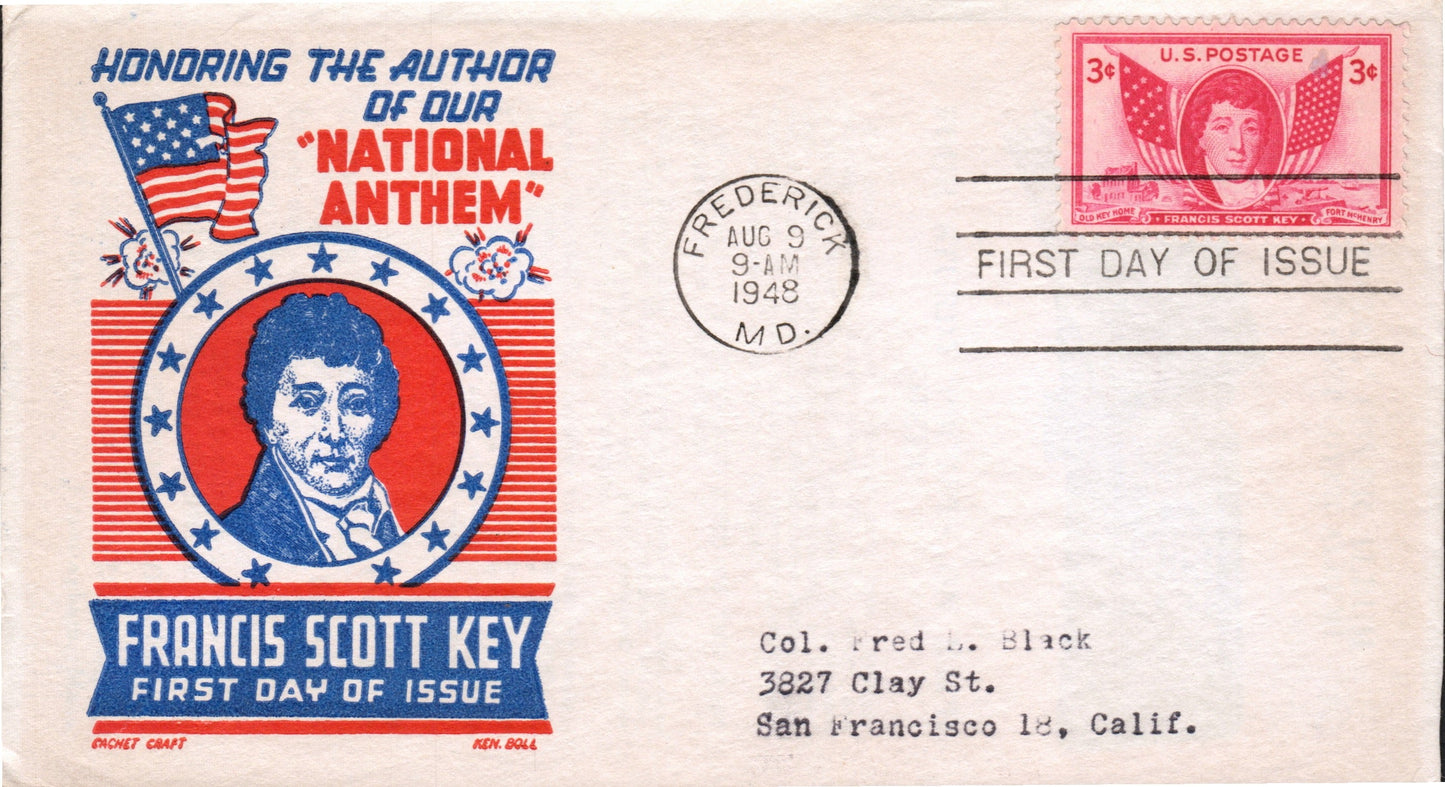 HONORING THE AUTHOR
OF OUR
"NATIONAL
ANTHEM"
FRANCIS SCOTT KEY
FIRST DAY OF ISSUE
CACHET CRAFT
KEN. BOLL
FREDERICK
AUG 9
9-AM
1948
MD.
U.S. POSTAGE
3¢
3¢
OLD KEY HOME
• FRANCIS SCOTT KEY •
FORT McHENRY
FIRST DAY OF ISSUE
Col. Fred L. Black
3827 Clay St.
San Francisco 18, Calif.